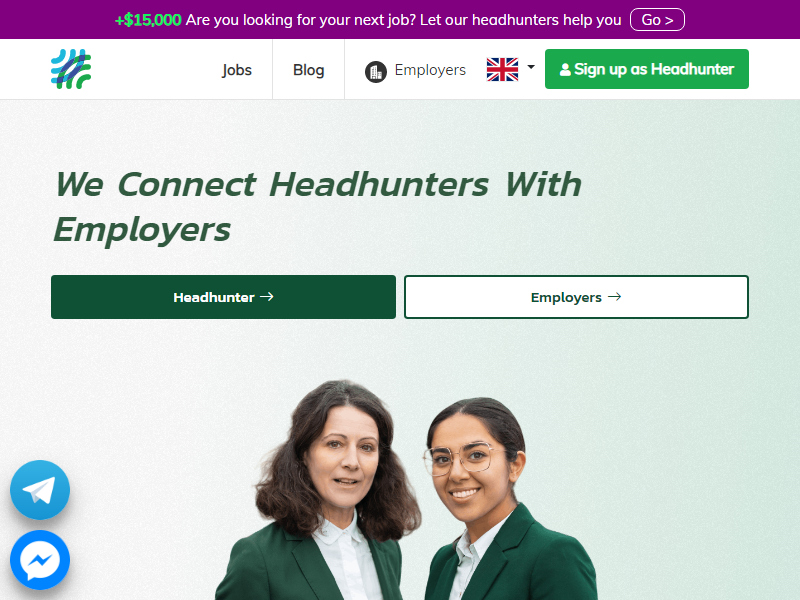 +$15,000 Are you looking for your next job? Let our headhunters help you Go >
Jobs
Blog
Employers
Sign up as Headhunter
We Connect Headhunters With
Employers
Headhunter →
Employers →